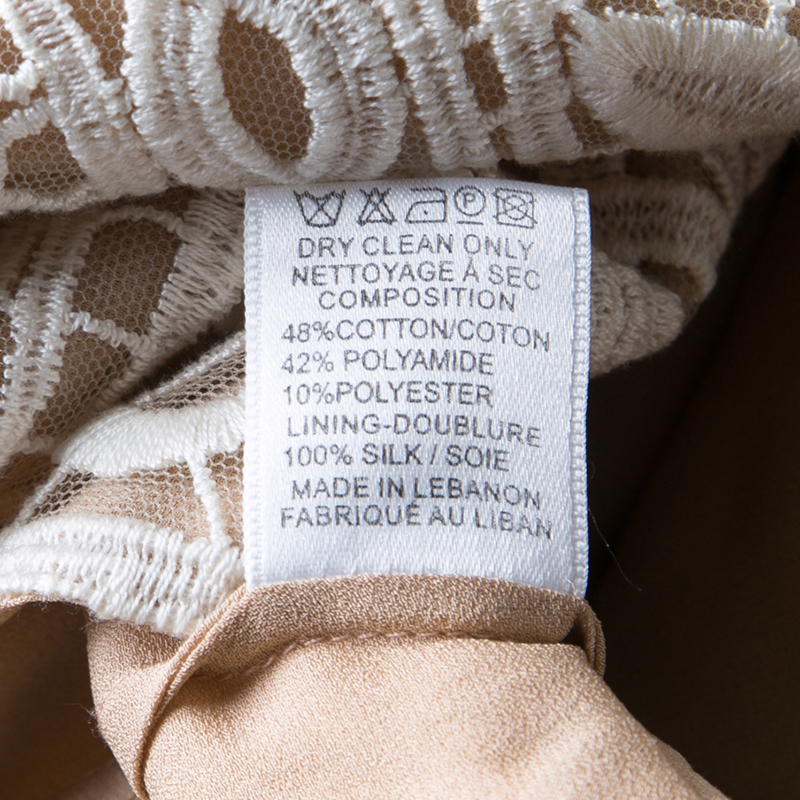 P
DRY CLEAN ONLY
NETTOYAGE À SEC
COMPOSITION
48%COTTON/COTON
42% POLYAMIDE
10%POLYESTER
LINING-DOUBLURE
100% SILK / SOIE
MADE IN LEBANON
FABRIQUÉ AU LIBAN